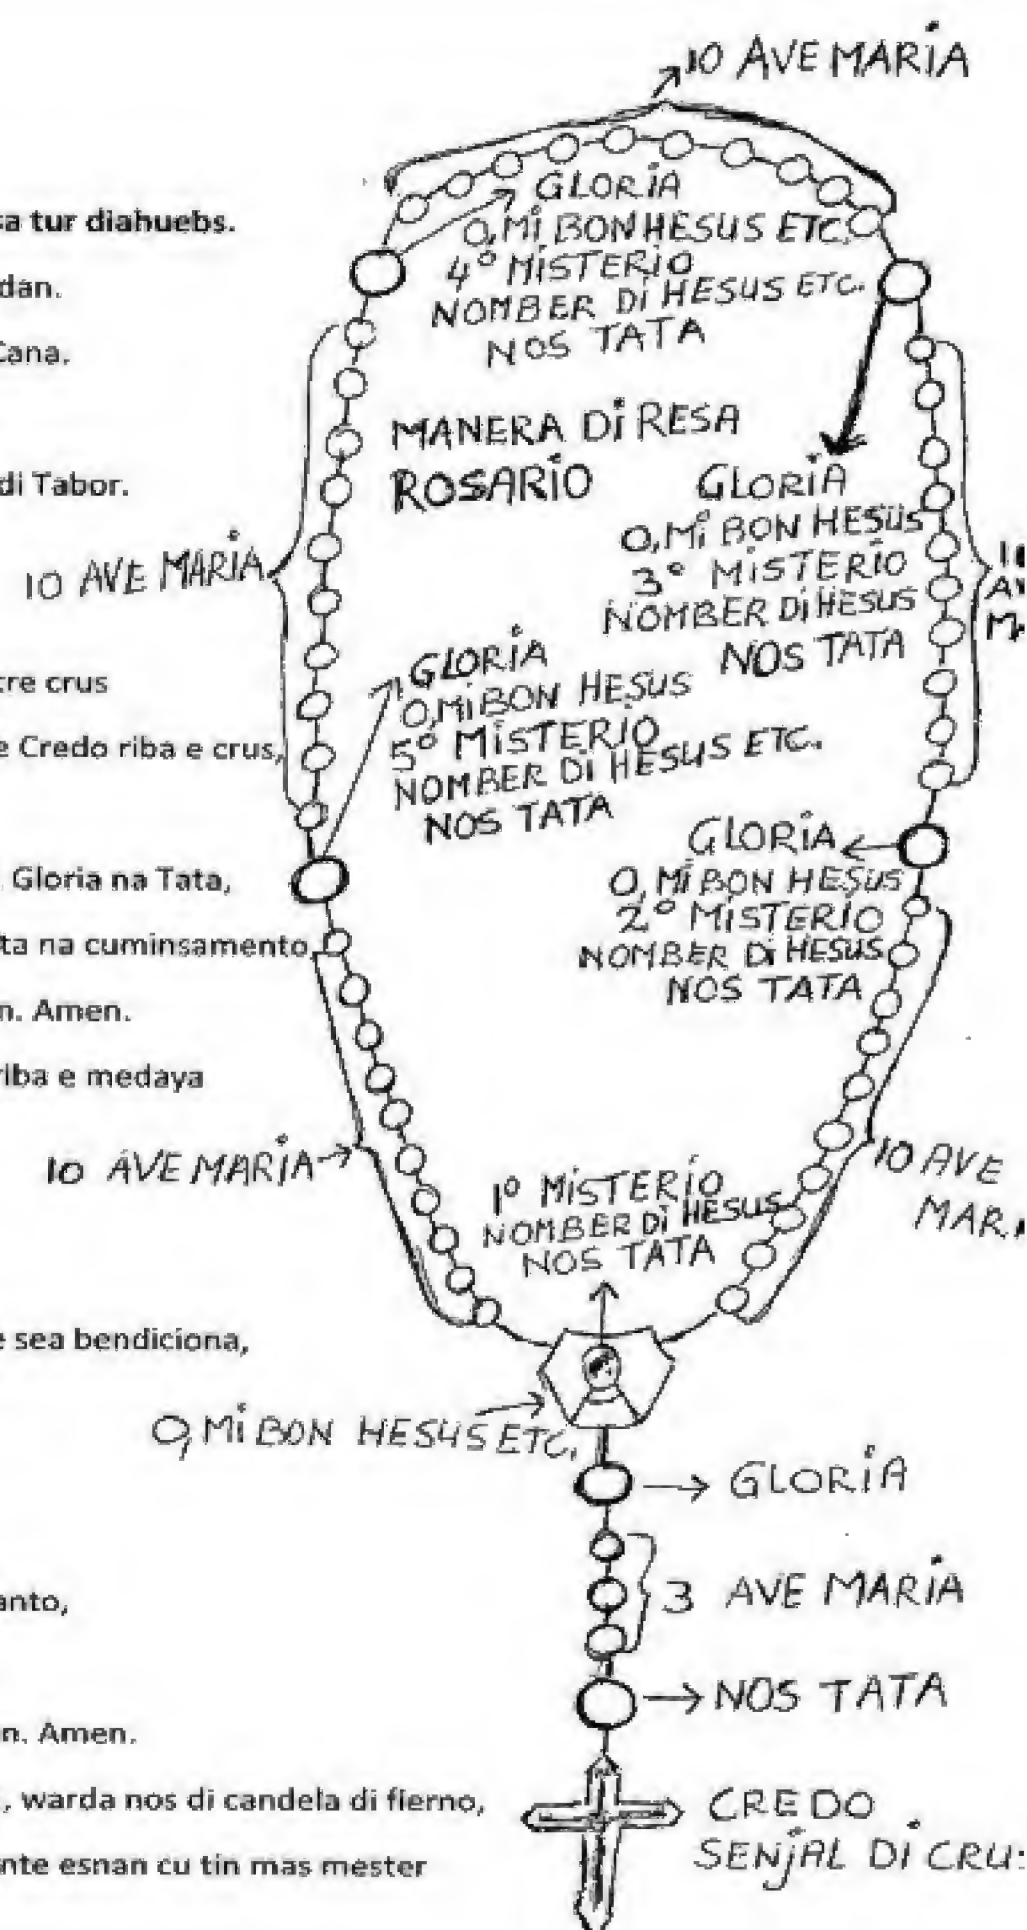 10 AVE MARIA
sa tur diahuebs.
dan.
Cana.
di Tabor.
GLORIA
O, MI BON HESUS ETC.
4° MISTERIO
NOMBER DI HESUS ETC.
NOS TATA
MANERA DI RESA
ROSARIO
GLORIA
O, MI BON HESUS
3° MISTERIO
NOMBER DI HESUS
NOS TATA
10 AVE MARIA
tre crus
e Credo riba e crus,
GLORIA
O, MI BON HESUS
5° MISTERIO
NOMBER DI HESUS ETC.
NOS TATA
GLORIA
O, MI BON HESUS
2° MISTERIO
NOMBER DI HESUS
NOS TATA
Gloria na Tata,
ta na cuminsamento,
n. Amen.
riba e medaya
10 AVE MARIA
10 AVE
MAR
1° MISTERIO
NOMBER DI HESUS
NOS TATA
e sea bendiciona,
O, MI BON HESUS ETC.
GLORIA
3 AVE MARIA
anto,
NOS TATA
n. Amen.
, warda nos di candela di fierno,
CREDO
SENJAL DI CRU
nte esnan cu tin mas mester